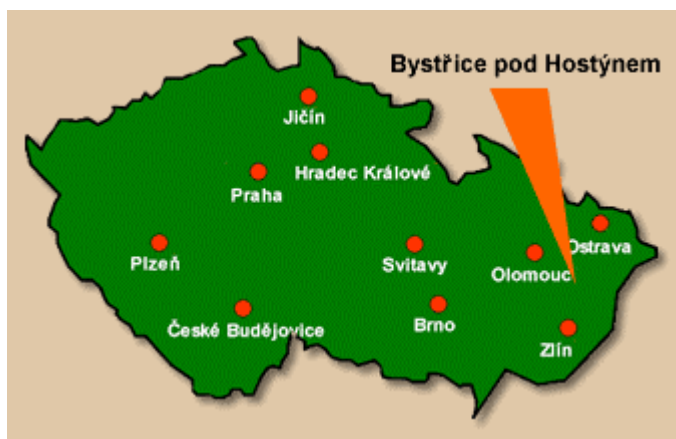 Bystřice pod Hostýnem
Jičín
Hradec Králové
Praha
Ostrava
Plzeň
Svitavy
Olomouc
České Budějovice
Brno
Zlín